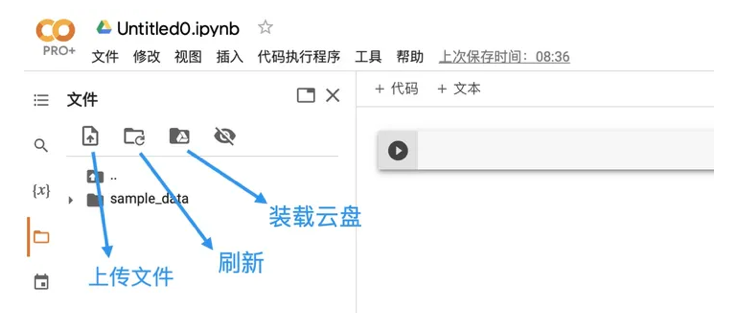 CO
PRO+
Untitled0.ipynb
文件 修改 视图 插入 代码执行程序 工具 帮助 上次保存时间：08:36
文件
+ 代码 + 文本
{x}
..
sample_data
装载云盘
刷新
上传文件